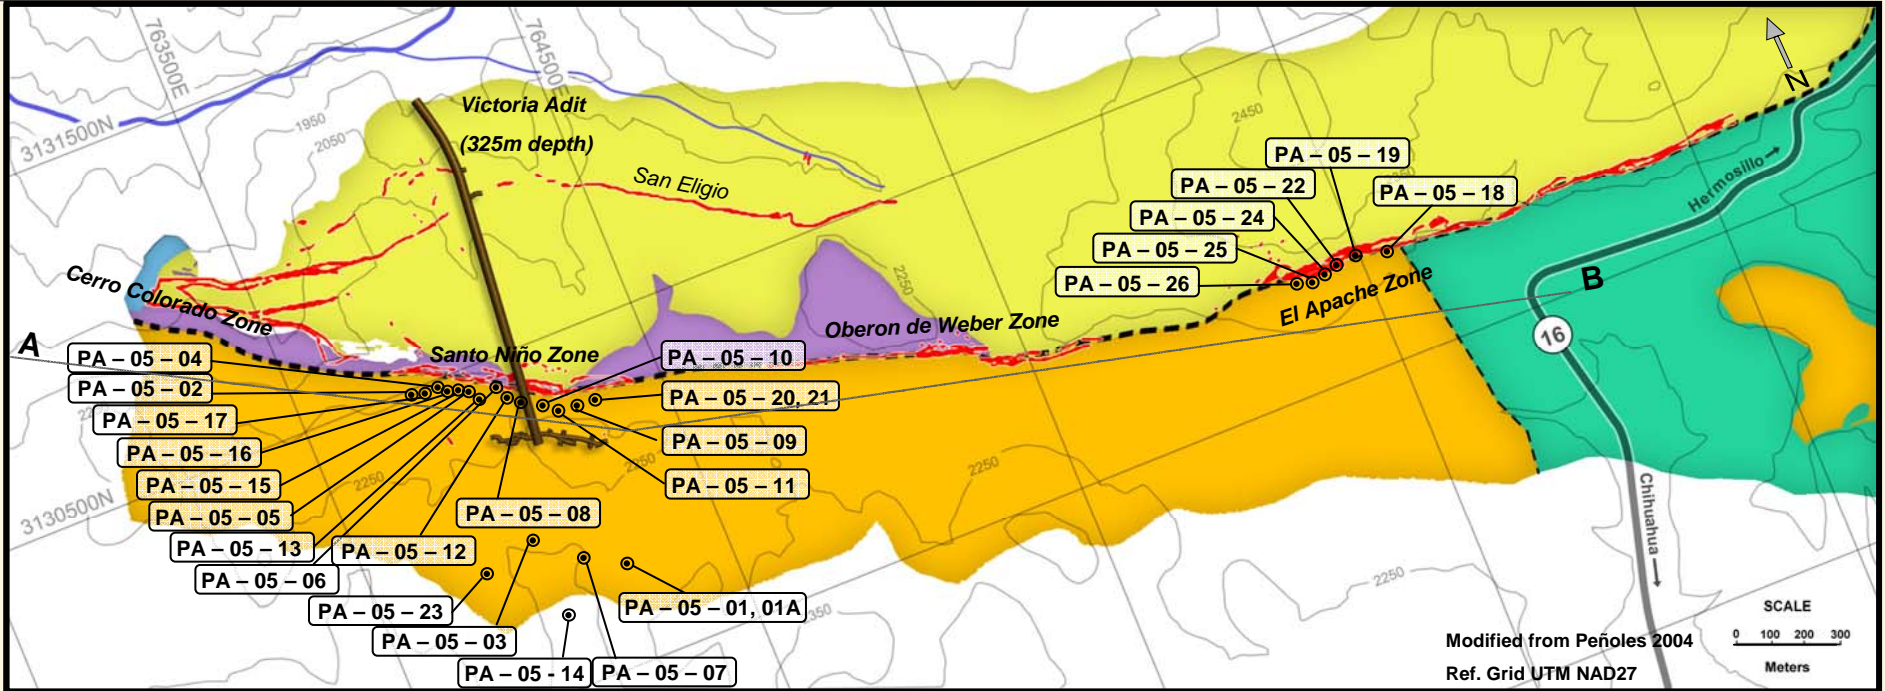 763500E
764500E
N
Victoria Adit
(325m depth)
3131500N
1950
2050
2450
San Eligio
PA – 05 – 19
PA – 05 – 22
2350
PA – 05 – 18
Hermosillo
PA – 05 – 24
PA – 05 – 25
PA – 05 – 26
Cerro Colorado Zone
2250
El Apache Zone
B
Oberon de Weber Zone
16
A
PA – 05 – 04
Santo Niño Zone
PA – 05 – 10
PA – 05 – 02
PA – 05 – 20, 21
PA – 05 – 17
PA – 05 – 09
PA – 05 – 16
2250
2250
2250
PA – 05 – 15
PA – 05 – 11
3130500N
PA – 05 – 05
PA – 05 – 08
Chihuahua
PA – 05 – 13
PA – 05 – 12
PA – 05 – 06
2250
PA – 05 – 23
PA – 05 – 01, 01A
350
SCALE
PA – 05 – 03
0 100 200 300
Modified from Peñoles 2004
PA – 05 - 14
PA – 05 – 07
Meters
Ref. Grid UTM NAD27